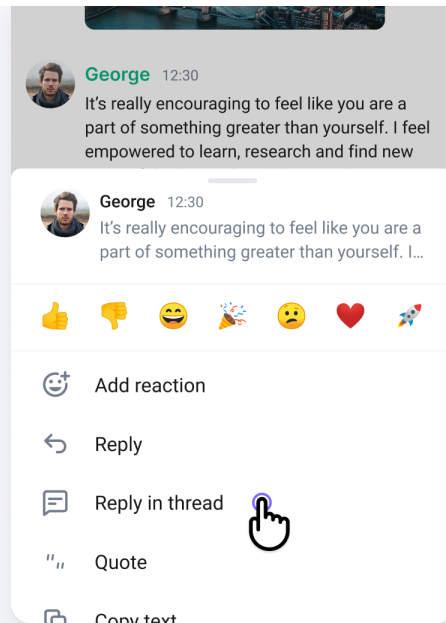 George 12:30
It's really encouraging to feel like you are a
part of something greater than yourself. I feel
empowered to learn, research and find new
George 12:30
It's really encouraging to feel like you are a
part of something greater than yourself. I...
Add reaction
Reply
Reply in thread
Quote
Copy text